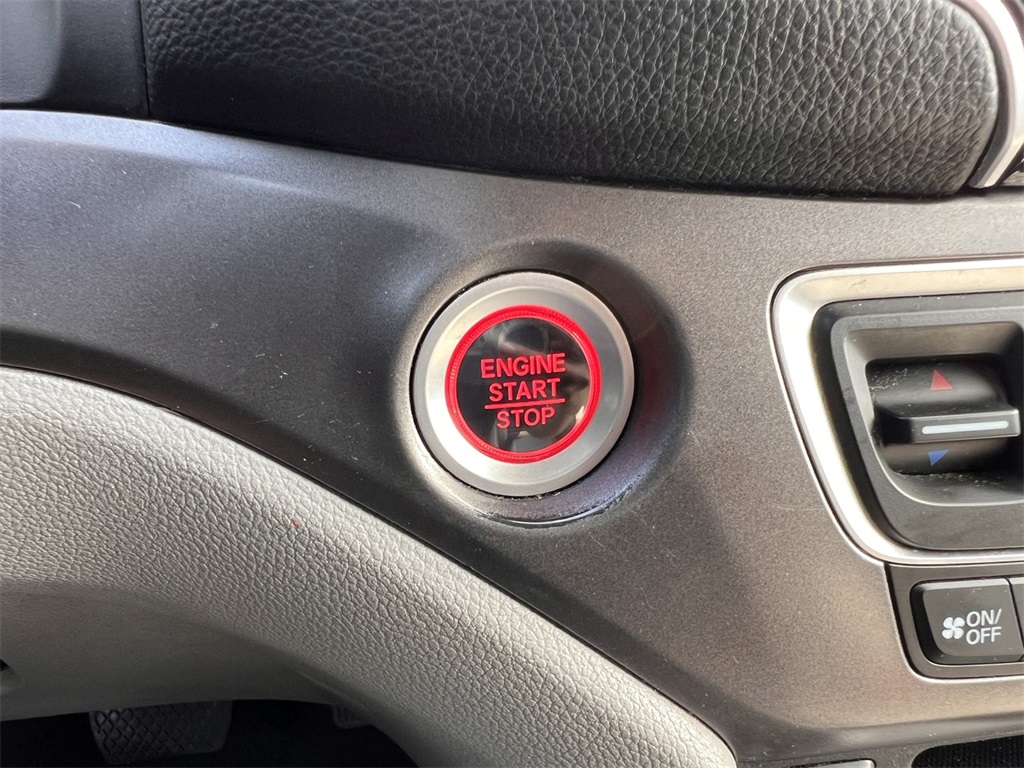 ENGINE
START
STOP
ON/
OFF